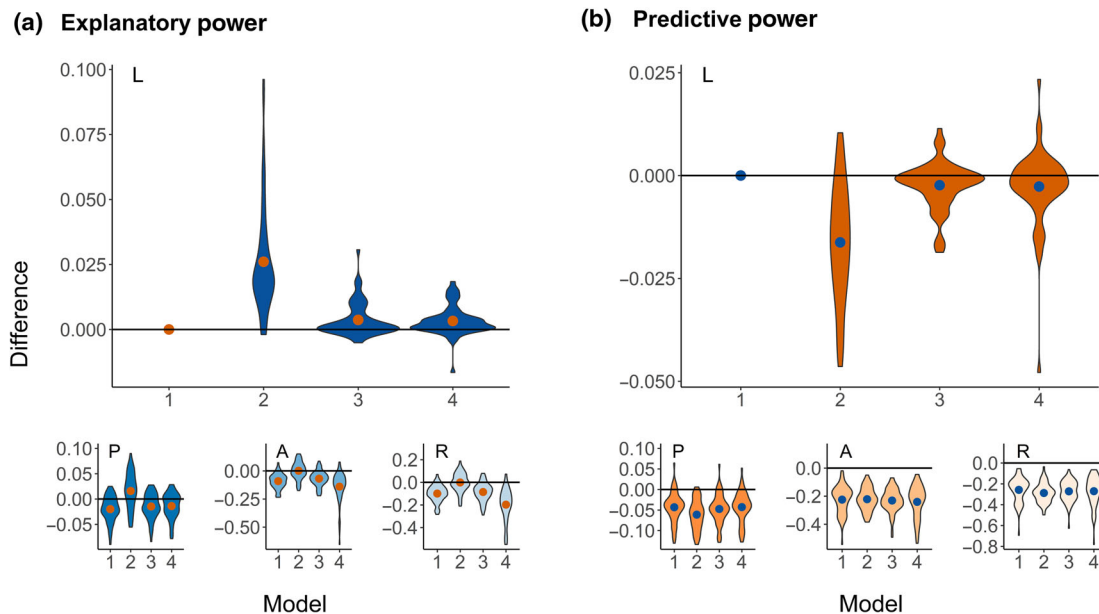 (a) Explanatory power
(b) Predictive power
Difference
L
0.100
0.075
0.050
0.025
0.000
1 2 3 4
L
0.025
0.000
−0.025
−0.050
1 2 3 4
P
0.10
0.05
0.00
−0.05
1 2 3 4
A
0.00
−0.25
−0.50
1 2 3 4
R
0.2
0.0
−0.2
−0.4
1 2 3 4
P
0.10
0.05
0.00
−0.05
−0.10
1 2 3 4
A
0.0
−0.2
−0.4
1 2 3 4
R
0.0
−0.2
−0.4
−0.6
−0.8
1 2 3 4
Model
Model